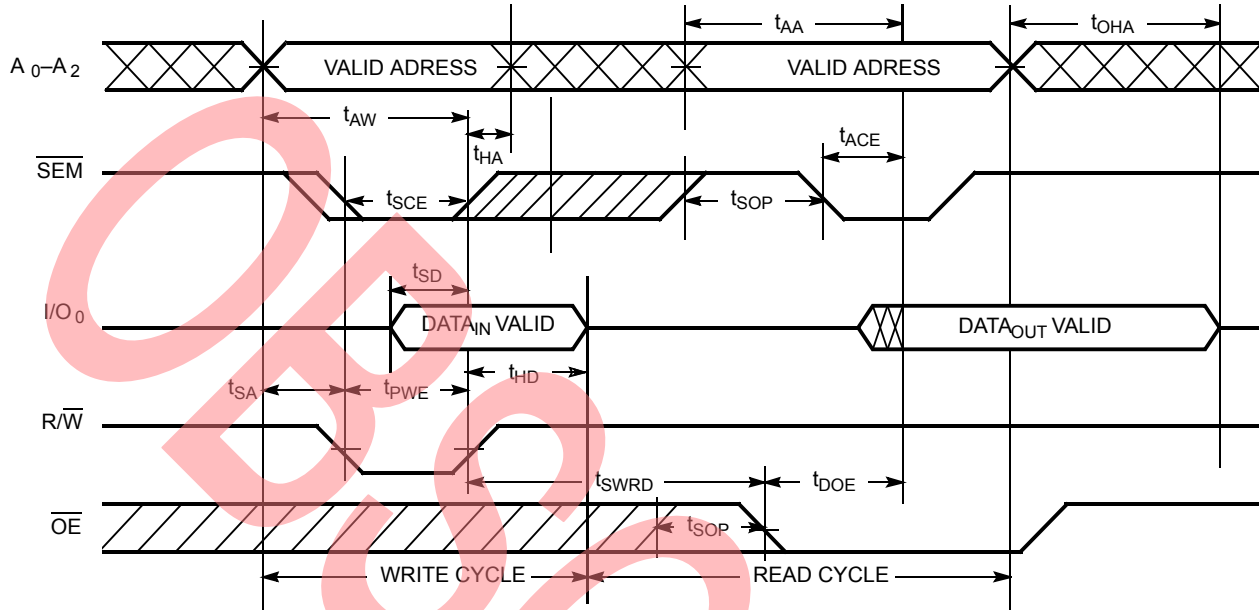 tAA
tOHA
A0–A2
VALID ADRESS
VALID ADRESS
tAW
tHA
tACE
SEM
tSCE
tSOP
tSD
I/O0
DATAIN VALID
DATAOUT VALID
tSA
tPWE
tHD
R/W
tSWRD
tDOE
OE
tSOP
WRITE CYCLE
READ CYCLE